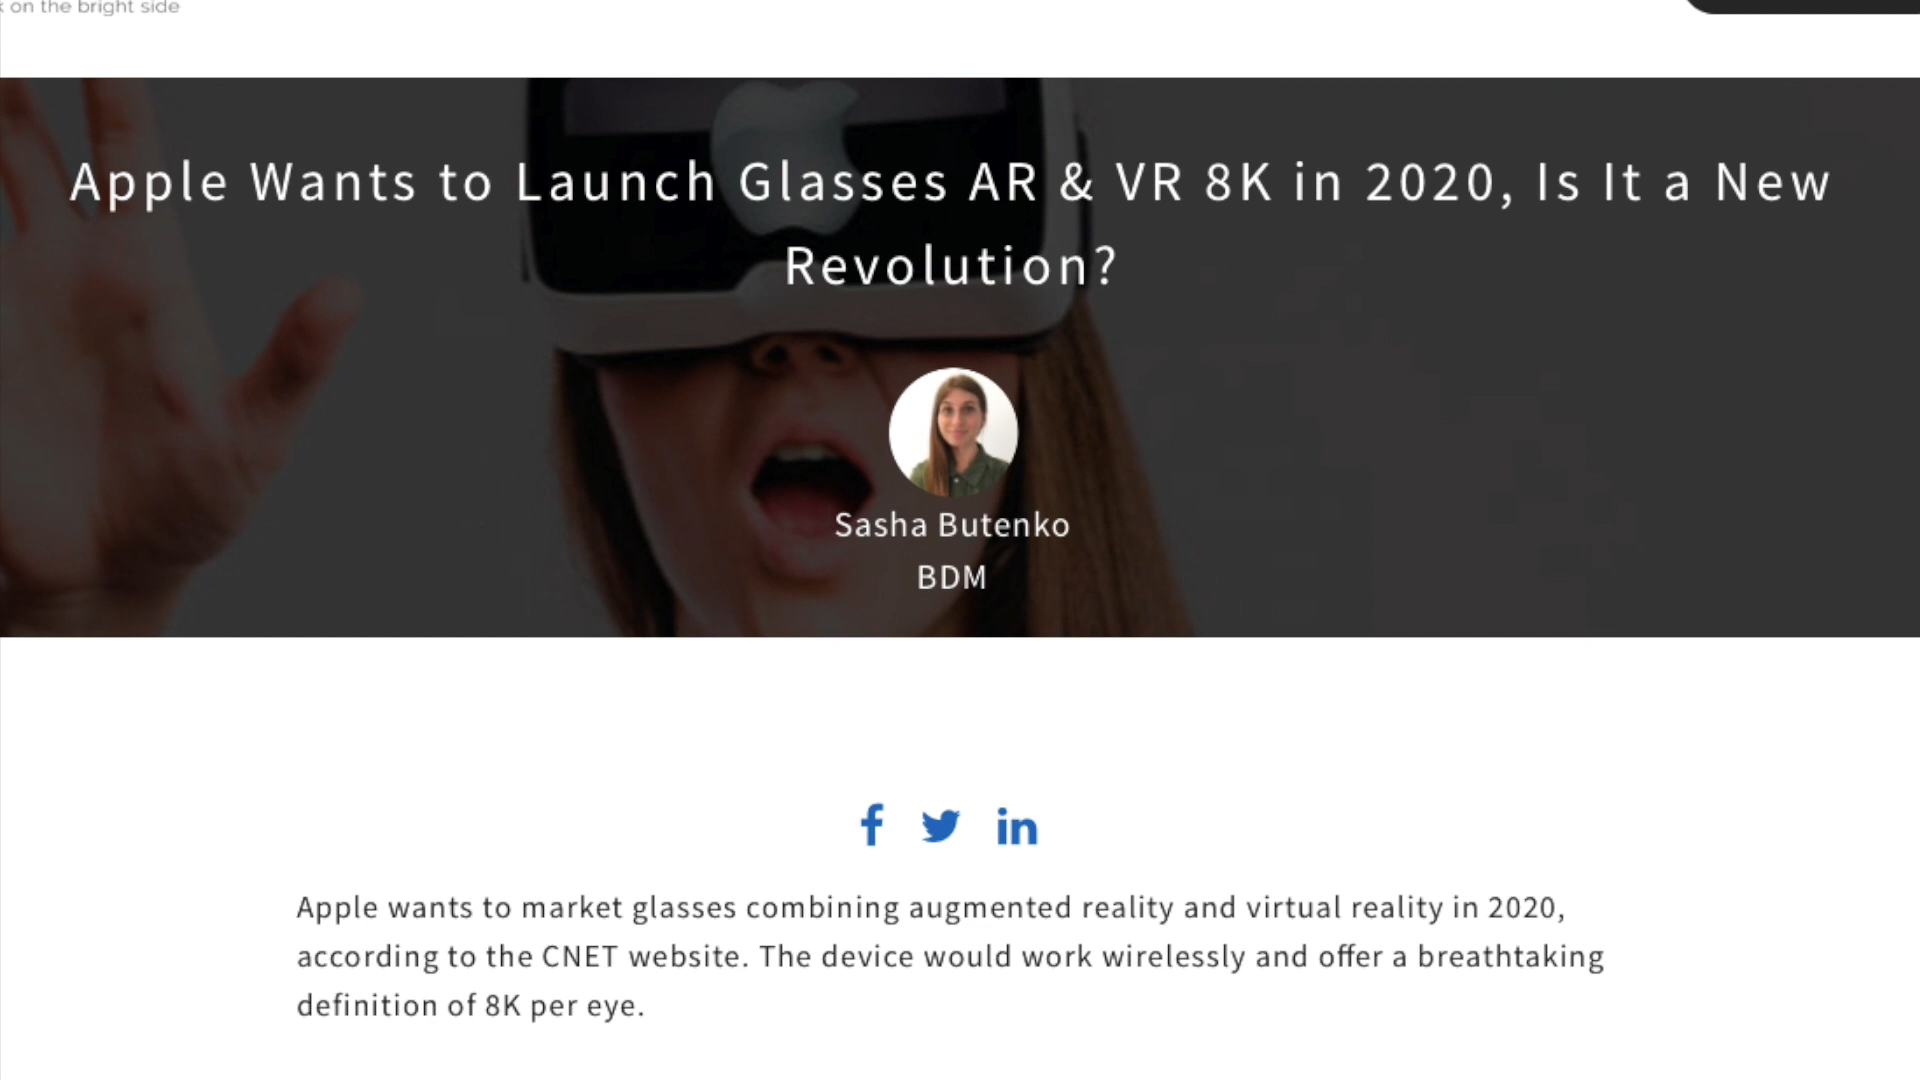 on the bright side
Apple Wants to Launch Glasses AR & VR 8K in 2020, Is It a New
Revolution?
Sasha Butenko
BDM
Apple wants to market glasses combining augmented reality and virtual reality in 2020,
according to the CNET website. The device would work wirelessly and offer a breathtaking
definition of 8K per eye.